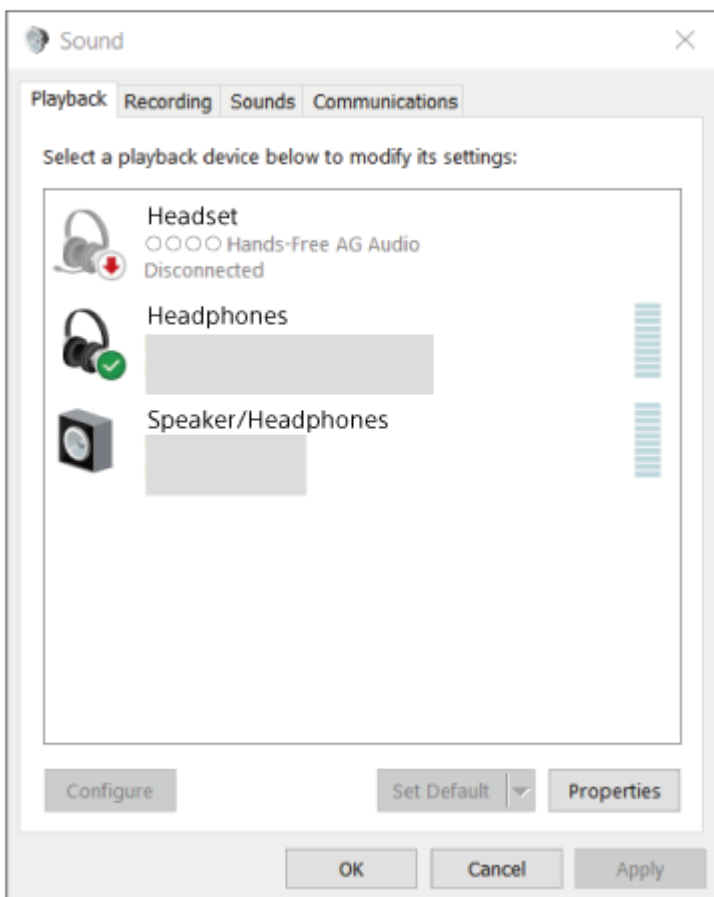 Sound
Playback Recording Sounds Communications
Select a playback device below to modify its settings:
Headset
○○○○ Hands-Free AG Audio
Disconnected
Headphones
Speaker/Headphones
Configure Set Default Properties
OK Cancel Apply